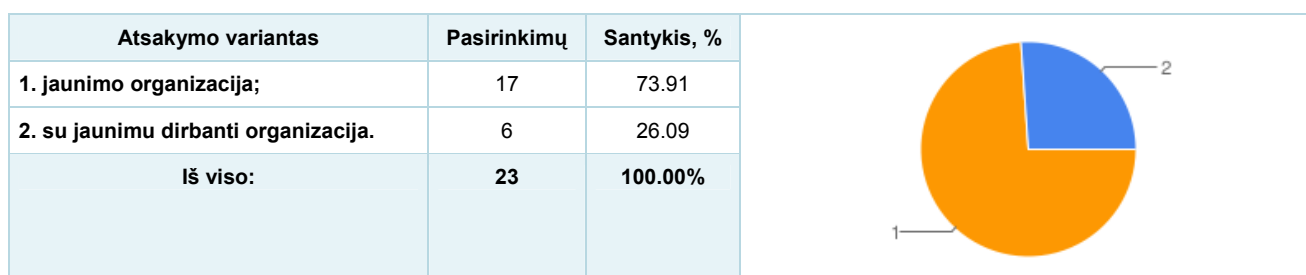 Atsakymo variantas Pasirinkimų Santykis, %
1. jaunimo organizacija; 17 73.91
2. su jaunimu dirbanti organizacija. 6 26.09
Iš viso: 23 100.00%
2
1